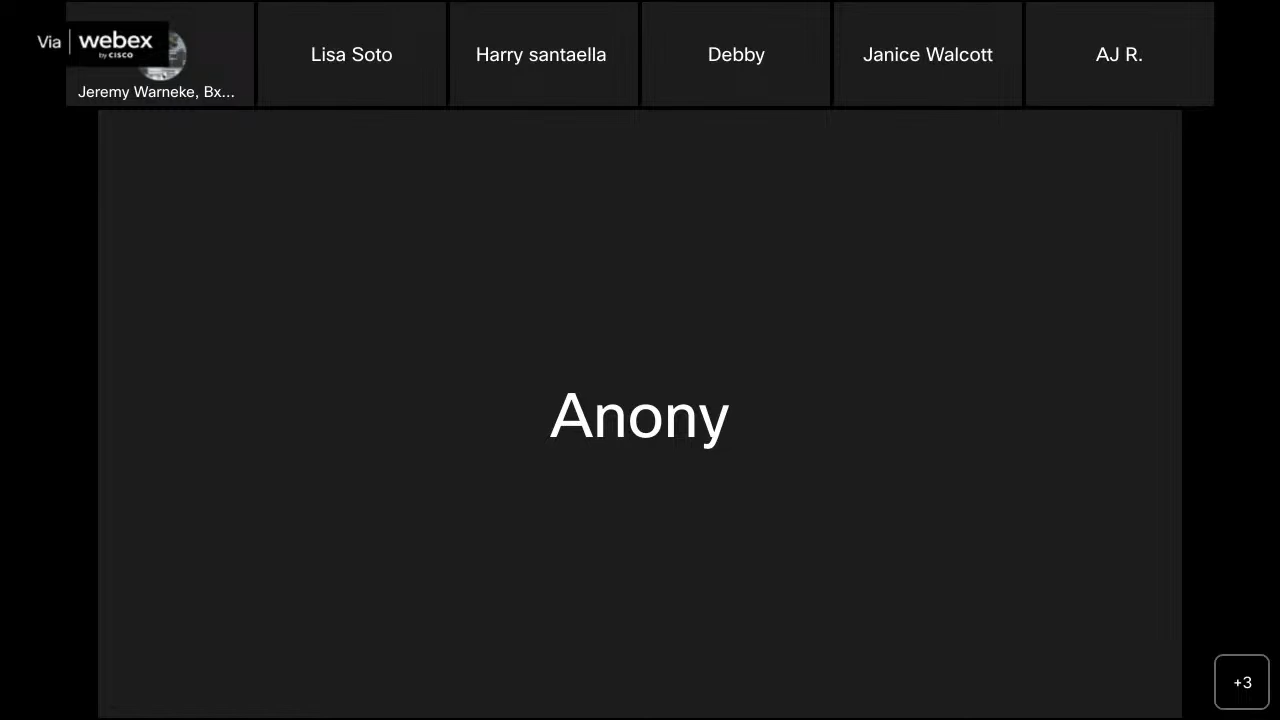 Via webex
by CISCO
Jeremy Warneke, Bx...
Lisa Soto
Harry santaella
Debby
Janice Walcott
AJ R.
Anony
+3